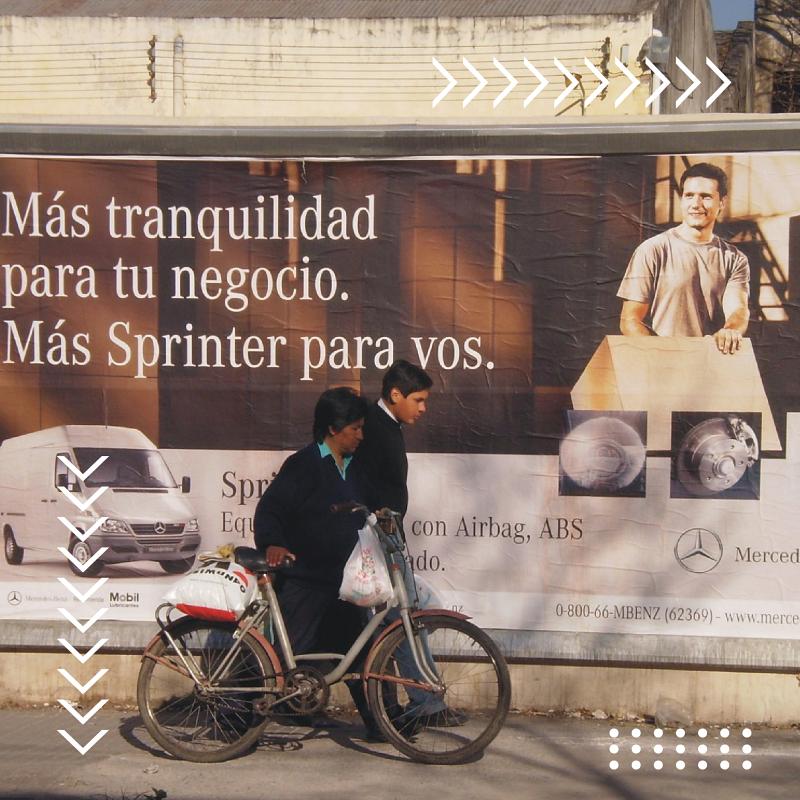 Más tranquilidad
para tu negocio.
Más Sprinter para vos.
con Airbag, ABS
0-800-66-MBENZ (62369) - www.merce
Mobil
Lubricantes